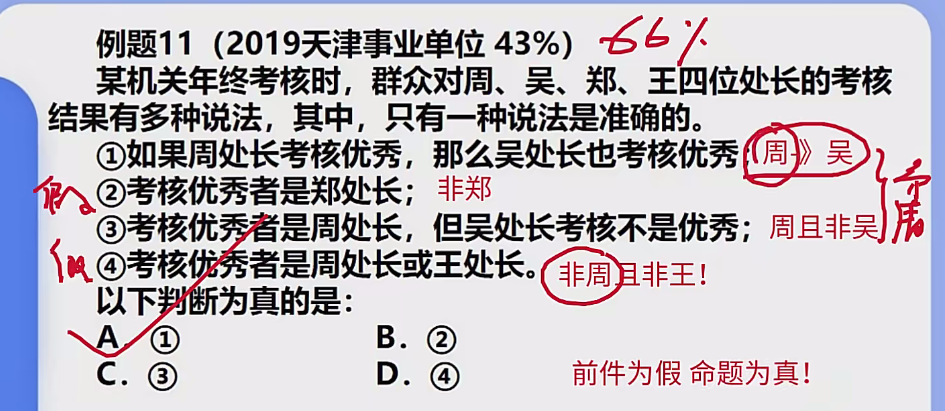 例题11（2019天津事业单位 43%） 66%
某机关年终考核时，群众对周、吴、郑、王四位处长的考核
结果有多种说法，其中，只有一种说法是准确的。
①如果周处长考核优秀，那么吴处长也考核优秀；周-》吴
假 ②考核优秀者是郑处长； 非郑
③考核优秀者是周处长，但吴处长考核不是优秀； 周且非吴 矛盾
假 ④考核优秀者是周处长或王处长。 非周且非王！
以下判断为真的是：
A．① B．②
C．③ D．④ 前件为假 命题为真！